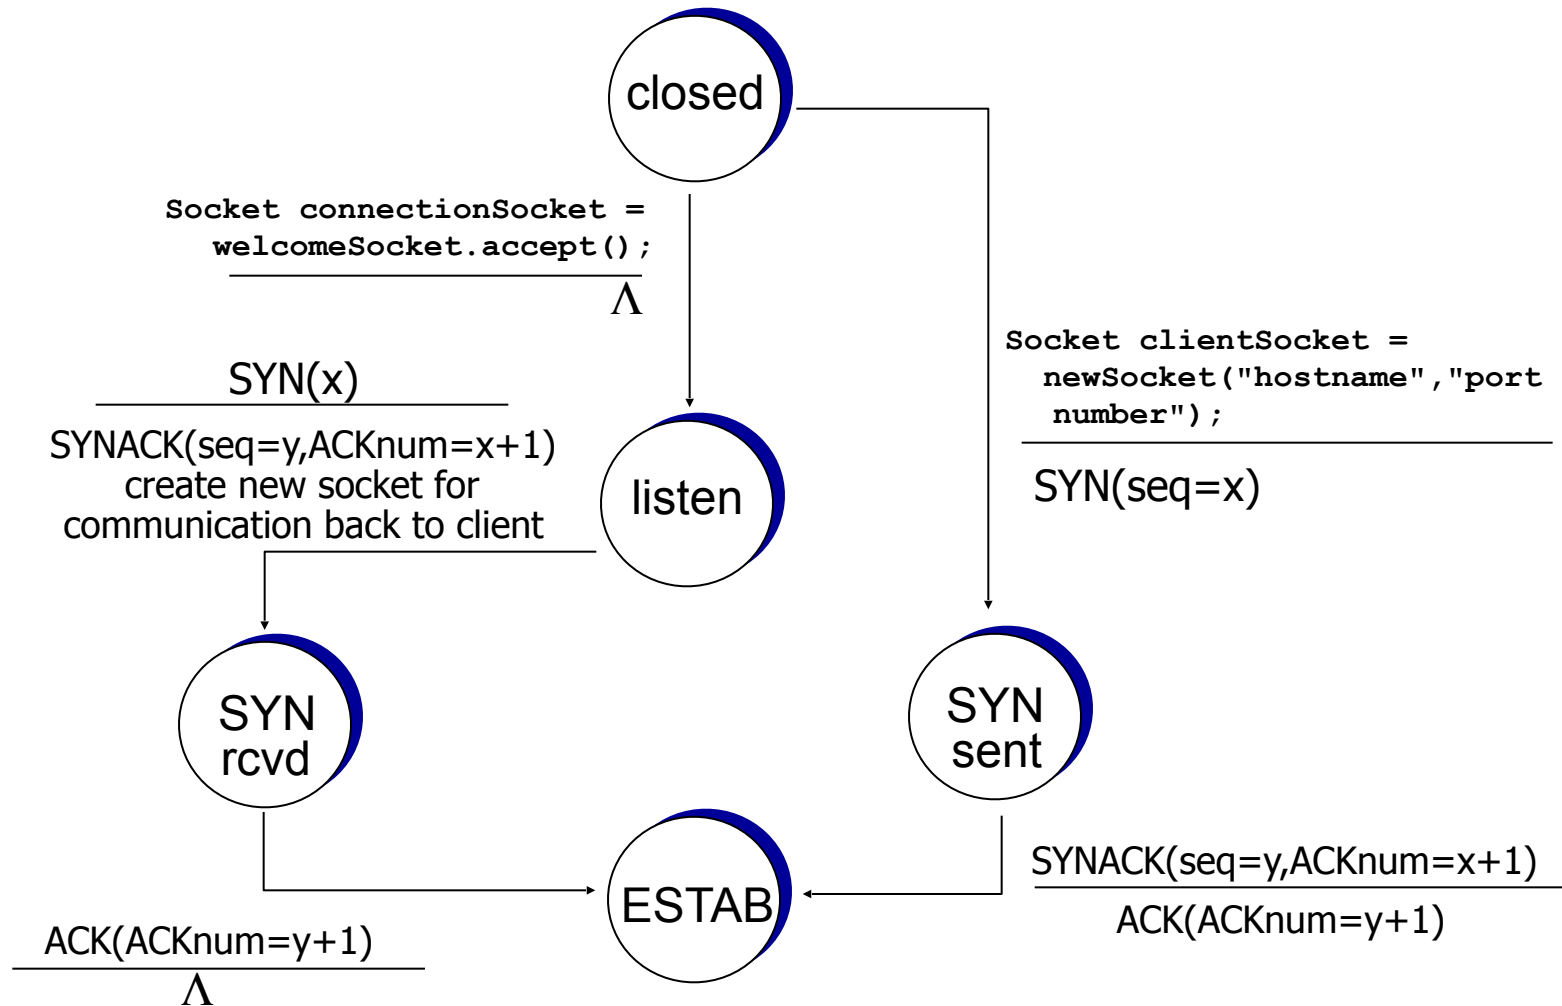 closed
Socket connectionSocket =
welcomeSocket.accept();
Λ
Socket clientSocket =
newSocket("hostname","port
number");
SYN(seq=x)
SYN(x)
SYNACK(seq=y,ACKnum=x+1)
create new socket for
communication back to client
listen
SYN
rcvd
SYN
sent
ESTAB
SYNACK(seq=y,ACKnum=x+1)
ACK(ACKnum=y+1)
ACK(ACKnum=y+1)
Λ